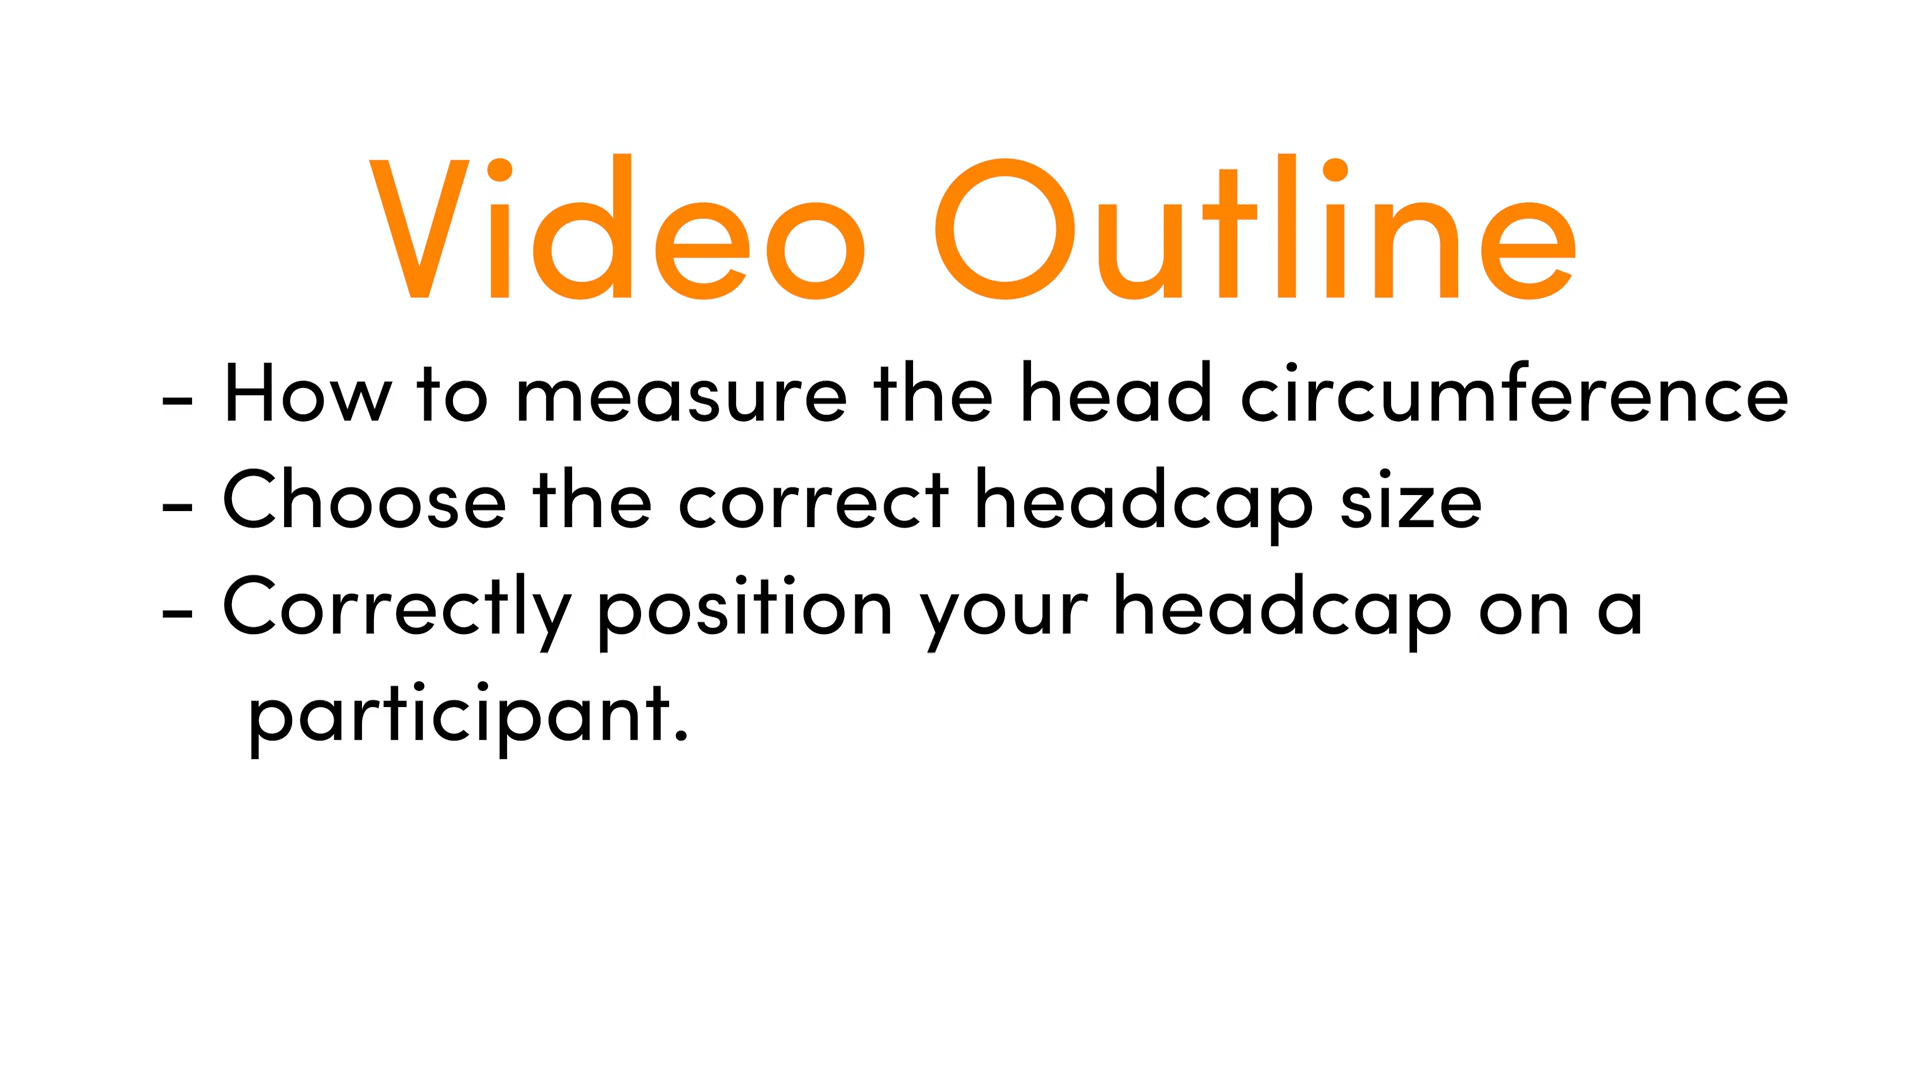 Video Outline
- How to measure the head circumference
- Choose the correct headcap size
- Correctly position your headcap on a
participant.